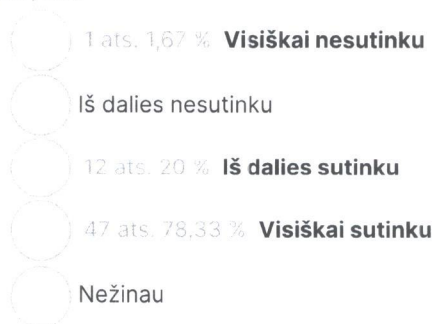 1 ats. 1,67 % Visiškai nesutinku
Iš dalies nesutinku
12 ats. 20 % Iš dalies sutinku
47 ats. 78,33 % Visiškai sutinku
Nežinau